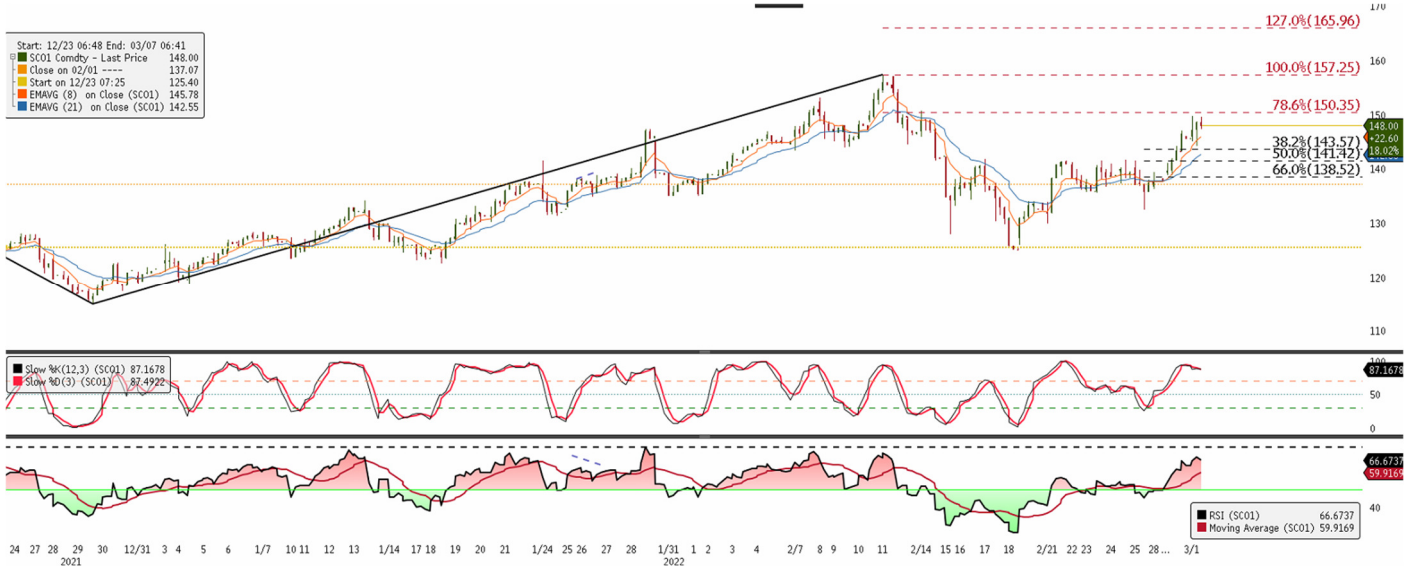 170
127.0%(165.96)
Start: 12/23 06:48 End: 03/07 06:41
SCO1 Comdty - Last Price 148.00
Close on 02/01 ---- 137.07
Start on 12/23 07:25 125.40
EMAVG (8) on Close (SCO1) 145.78
EMAVG (21) on Close (SCO1) 142.55
160
100.0%(157.25)
150
78.6%(150.35)
148.00
+22.60
18.02%
38.2%(143.57)
50.0%(141.42)
66.0%(138.52)
140
130
120
110
Slow %K(12,3) (SCO1) 87.1678
Slow %D(3) (SCO1) 87.4922
100
87.1678
50
0
66.6737
59.9169
40
RSI (SCO1) 66.6737
Moving Average (SCO1) 59.9169
24 27 28 29 30 12/31 3 4 5 6 1/7 10 11 12 13 1/14 17 18 19 20 21 1/24 25 26 27 28 1/31 1 2 3 4 2/7 8 9 10 11 2/14 15 16 17 18 2/21 22 23 24 25 28... 3/1
2021 2022